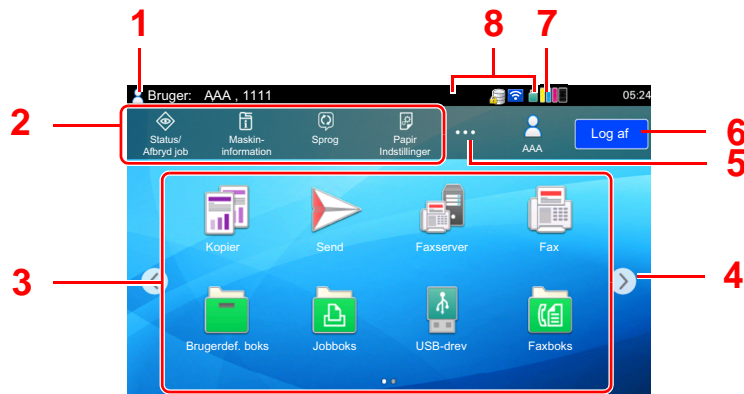 1
8
7
Bruger: AAA , 1111
05:24
2
Status/
Afbryd job
Maskin-
information
Sprog
Papir
Indstillinger
AAA
Log af
6
5
Kopier
Send
Faxserver
Fax
3
4
Brugerdef. boks
Jobboks
USB-drev
Faxboks